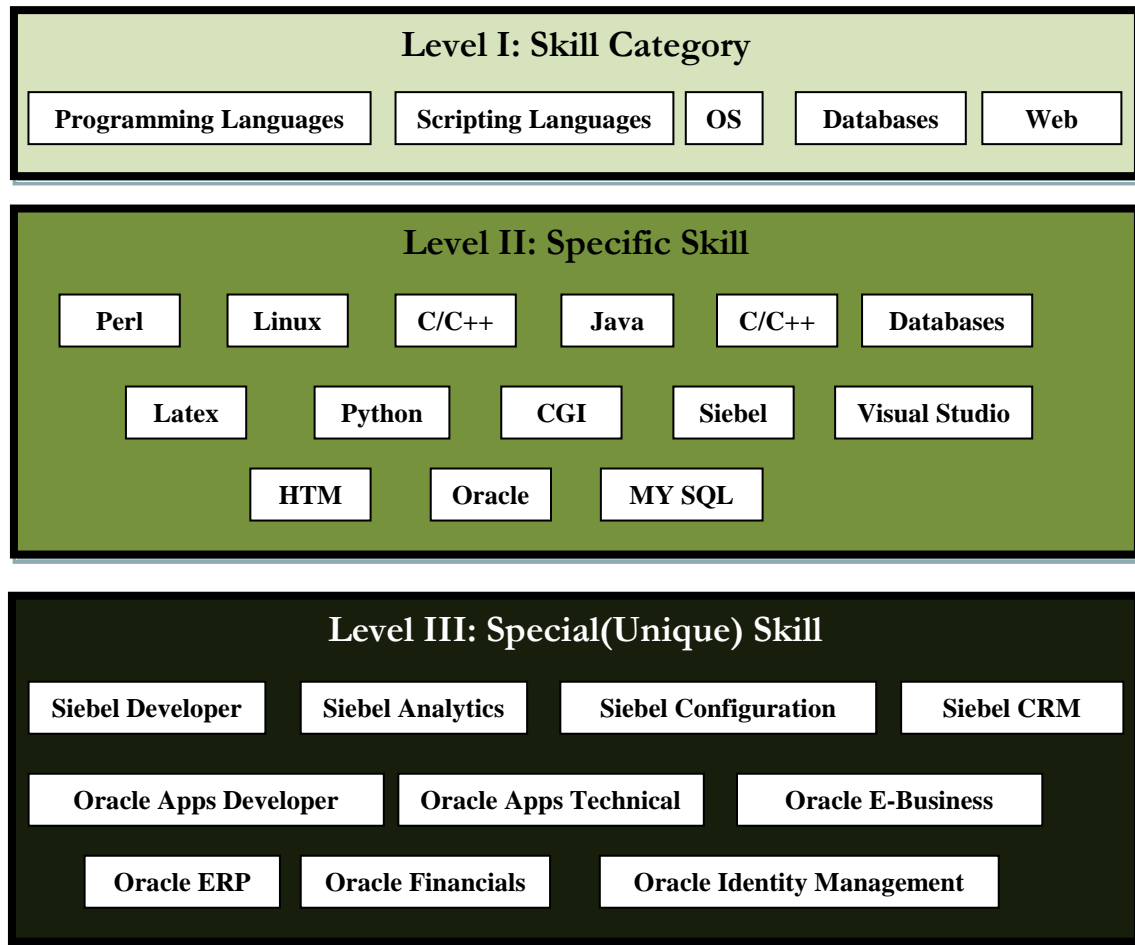 Level I: Skill Category
Programming Languages Scripting Languages OS Databases Web
Level II: Specific Skill
Perl Linux C/C++ Java C/C++ Databases
Latex Python CGI Siebel Visual Studio
HTM Oracle MY SQL
Level III: Special(Unique) Skill
Siebel Developer Siebel Analytics Siebel Configuration Siebel CRM
Oracle Apps Developer Oracle Apps Technical Oracle E-Business
Oracle ERP Oracle Financials Oracle Identity Management